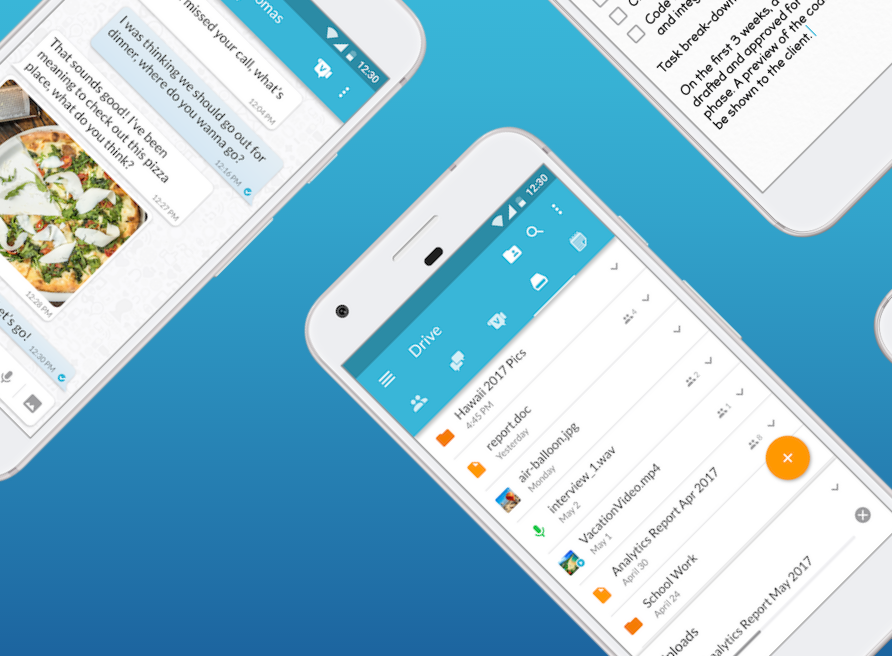 omas
12:30
missed your call, what's
12:04 PM
I was thinking we should go out for
dinner, where do you wanna go?
12:16 PM
That sounds good! I've been
meaning to check out this pizza
place, what do you think?
12:27 PM
12:28 PM
et's go!
12:30 PM
12:30
Drive
Hawaii 2017 Pics
4:45 PM
report.doc
Yesterday
4
air-balloon.jpg
Monday
interview_1.wav
May 2
2
VacationVideo.mp4
May 1
1
Analytics Report Apr 2017
April 30
8
School Work
April 24
nloads
alytics Report May 2017
Code
and integ
Task break-down
On the first 3 weeks, a
drafted and approved for
phase. A preview of the cod
be shown to the client.